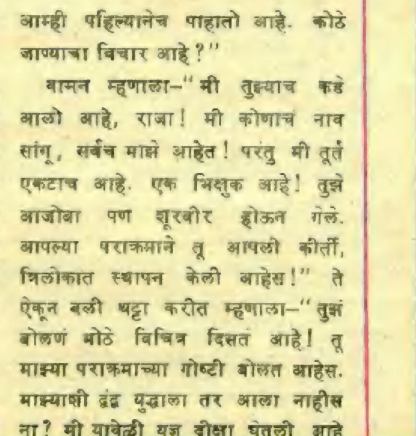 आम्ही पहिल्यानेच पाहातो आहे. कोठे
जाण्याचा विचार आहे?"
वामन म्हणाला–"मी तुझ्याच कडे
आलो आहे, राजा! मी कोणाचं नाव
सांगू, सर्वच माझे आहेत! परंतु मी तूर्त
एकटाच आहे. एक भिक्षुक आहे! तुझे
आजोबा पण शूरवीर होऊन गेले.
आपल्या पराक्रमाने तू आपली कीर्ती,
त्रिलोकात स्थापन केली आहेस!" ते
ऐकून बली थट्टा करीत म्हणाला–"तुझं
बोलणं मोठे विचित्र दिसतं आहे! तू
माझ्या पराक्रमाच्या गोष्टी बोलत आहेस.
माझ्याशी द्वंद्व युद्धाला तर आला नाहीस
ना? मी यावेळी यज्ञ दीक्षा घेतली आहे